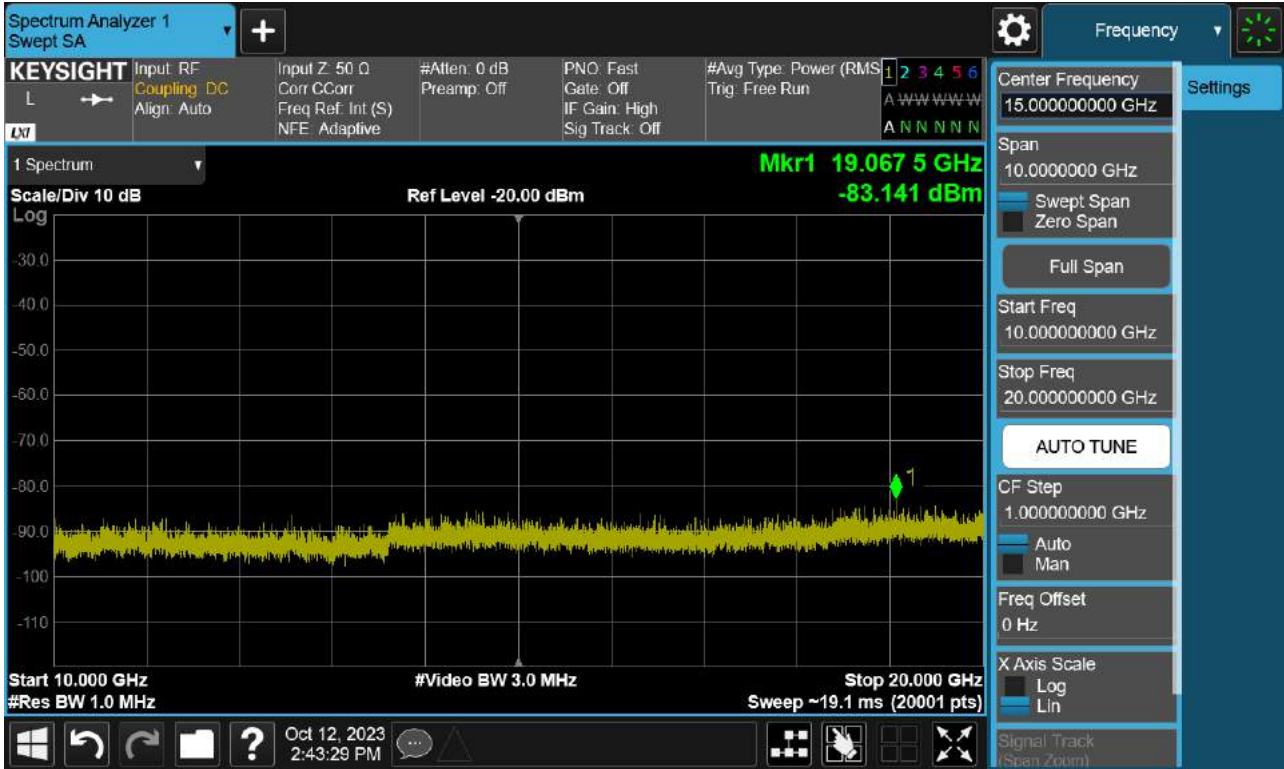 Spectrum Analyzer 1
Swept SA
Frequency
KEYSIGHT
L
LXI
Input: RF
Coupling: DC
Align: Auto
Input Z: 50 Ω
Corr CCorr
Freq Ref: Int (S)
NFE: Adaptive
#Atten: 0 dB
Preamp: Off
PNO: Fast
Gate: Off
IF Gain: High
Sig Track: Off
#Avg Type: Power (RMS
Trig: Free Run
1 2 3 4 5 6
A W W W W W
A N N N N N
1 Spectrum
Mkr1 19.067 5 GHz
Scale/Div 10 dB
Ref Level -20.00 dBm
-83.141 dBm
Log
-30.0
-40.0
-50.0
-60.0
-70.0
-80.0
-90.0
-100
-110
1
Start 10.000 GHz
#Video BW 3.0 MHz
Stop 20.000 GHz
#Res BW 1.0 MHz
Sweep ~19.1 ms (20001 pts)
Center Frequency
15.000000000 GHz
Settings
Span
10.0000000 GHz
Swept Span
Zero Span
Full Span
Start Freq
10.000000000 GHz
Stop Freq
20.000000000 GHz
AUTO TUNE
CF Step
1.000000000 GHz
Auto
Man
Freq Offset
0 Hz
X Axis Scale
Log
Lin
Signal Track
(Span Zoom)
?
Oct 12, 2023
2:43:29 PM